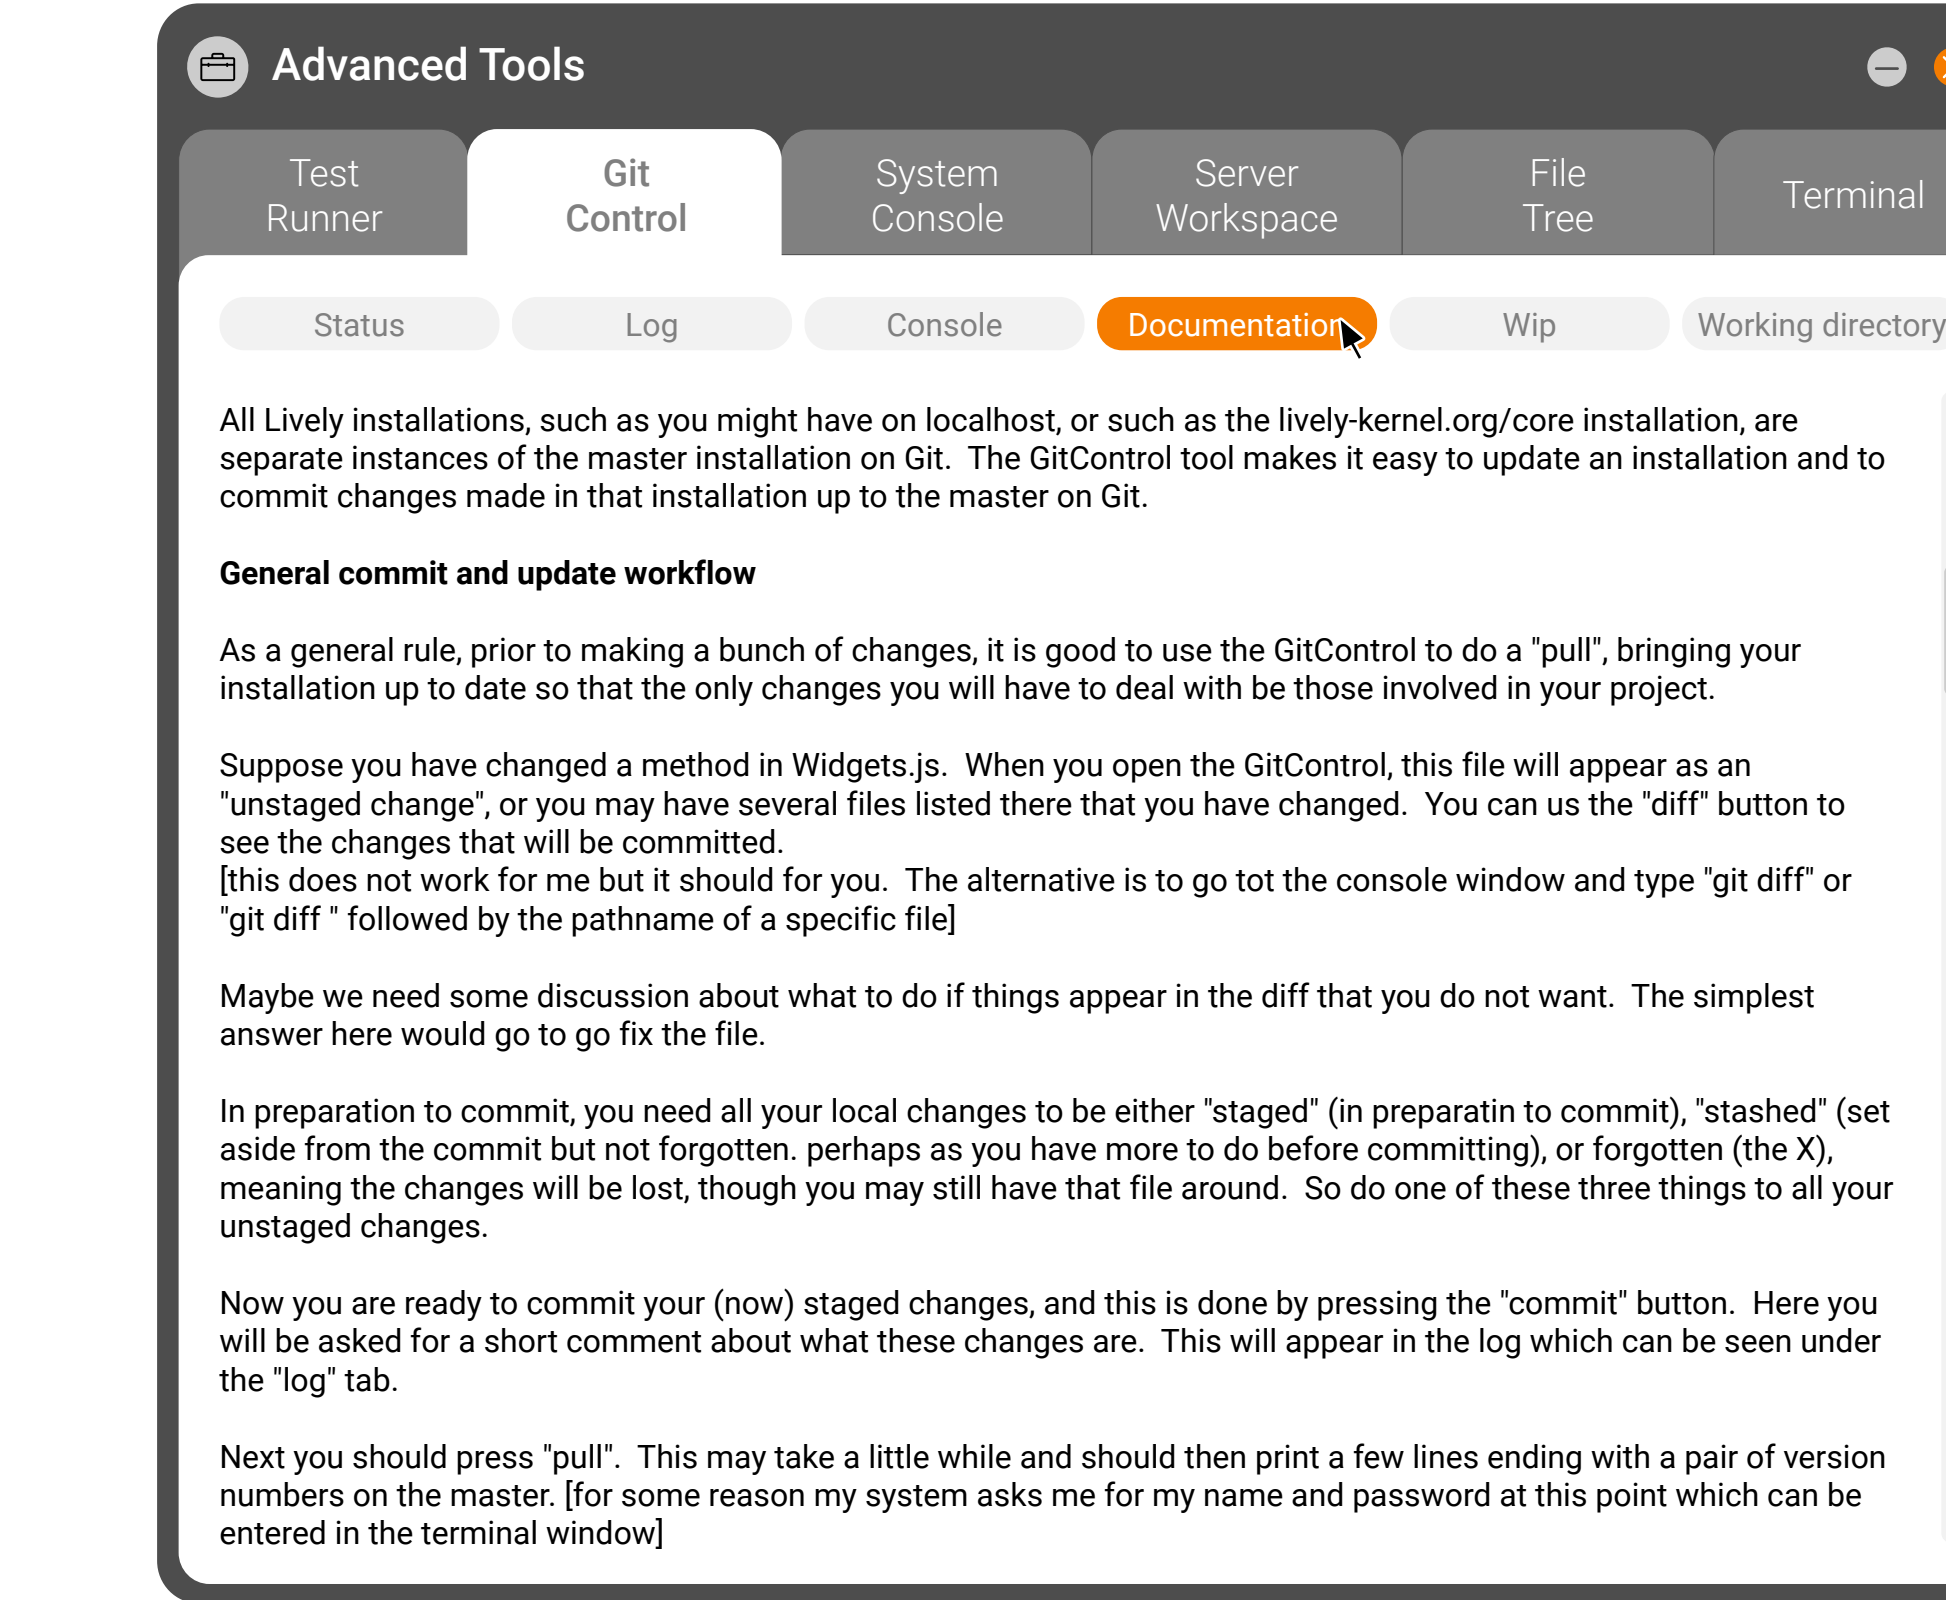 Advanced Tools
Test
Runner
Git
Control
System
Console
Server
Workspace
File
Tree
Terminal
Status
Log
Console
Documentation
Wip
Working directory
All Lively installations, such as you might have on localhost, or such as the lively-kernel.org/core installation, are
separate instances of the master installation on Git.  The GitControl tool makes it easy to update an installation and to
commit changes made in that installation up to the master on Git.
General commit and update workflow
As a general rule, prior to making a bunch of changes, it is good to use the GitControl to do a "pull", bringing your
installation up to date so that the only changes you will have to deal with be those involved in your project.
Suppose you have changed a method in Widgets.js.  When you open the GitControl, this file will appear as an
"unstaged change", or you may have several files listed there that you have changed.  You can us the "diff" button to
see the changes that will be committed.
[this does not work for me but it should for you.  The alternative is to go tot the console window and type "git diff" or
"git diff " followed by the pathname of a specific file]
Maybe we need some discussion about what to do if things appear in the diff that you do not want.  The simplest
answer here would go to go fix the file.
In preparation to commit, you need all your local changes to be either "staged" (in preparatin to commit), "stashed" (set
aside from the commit but not forgotten. perhaps as you have more to do before committing), or forgotten (the X),
meaning the changes will be lost, though you may still have that file around.  So do one of these three things to all your
unstaged changes.
Now you are ready to commit your (now) staged changes, and this is done by pressing the "commit" button.  Here you
will be asked for a short comment about what these changes are.  This will appear in the log which can be seen under
the "log" tab.
Next you should press "pull".  This may take a little while and should then print a few lines ending with a pair of version
numbers on the master. [for some reason my system asks me for my name and password at this point which can be
entered in the terminal window]